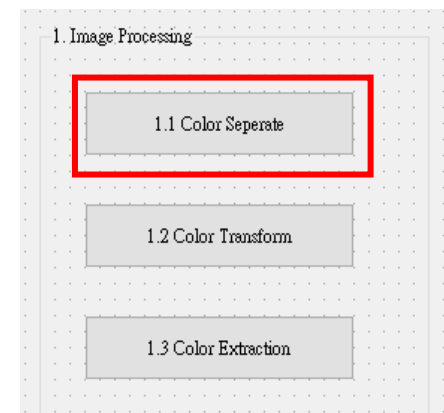 1. Image Processing
1.1 Color Seperate
1.2 Color Transform
1.3 Color Extraction